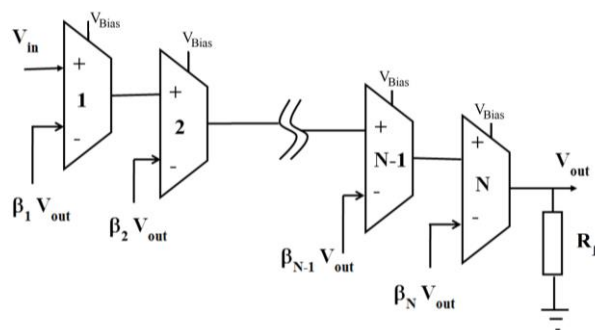 V_Bias
V_in
+
1
-
β_1 V_out
V_Bias
+
2
-
β_2 V_out
V_Bias
+
N-1
-
β_N-1 V_out
V_Bias
+
N
-
β_N V_out
V_out